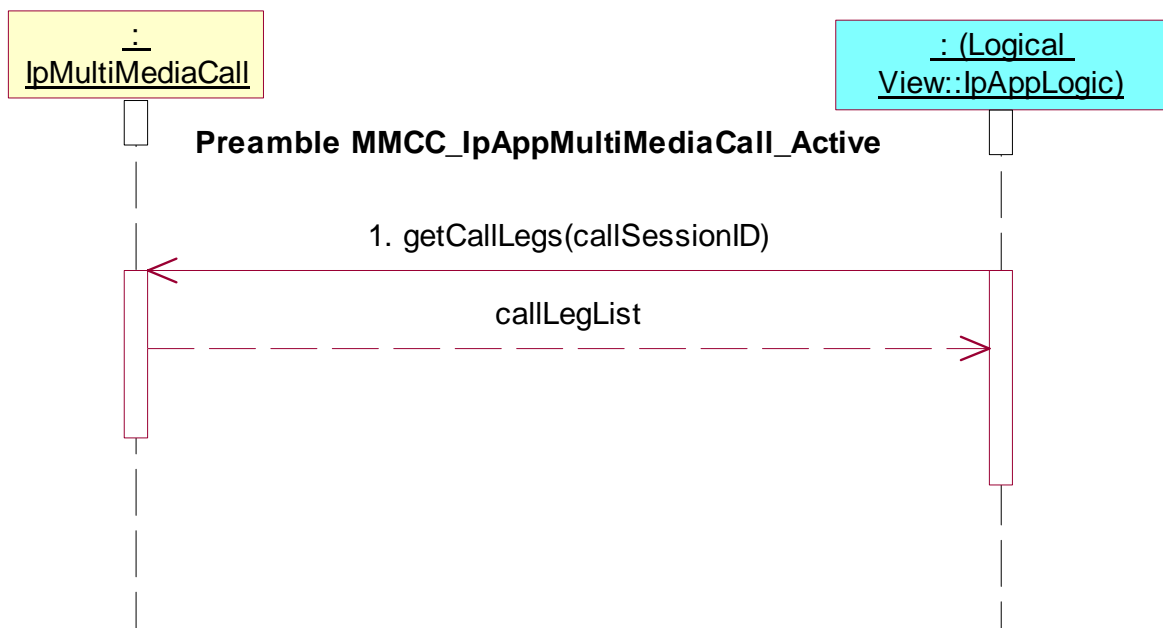 :
IpMultiMediaCall
: (Logical
View::IpAppLogic)
Preamble MMCC_IpAppMultiMediaCall_Active
1. getCallLegs(callSessionID)
callLegList